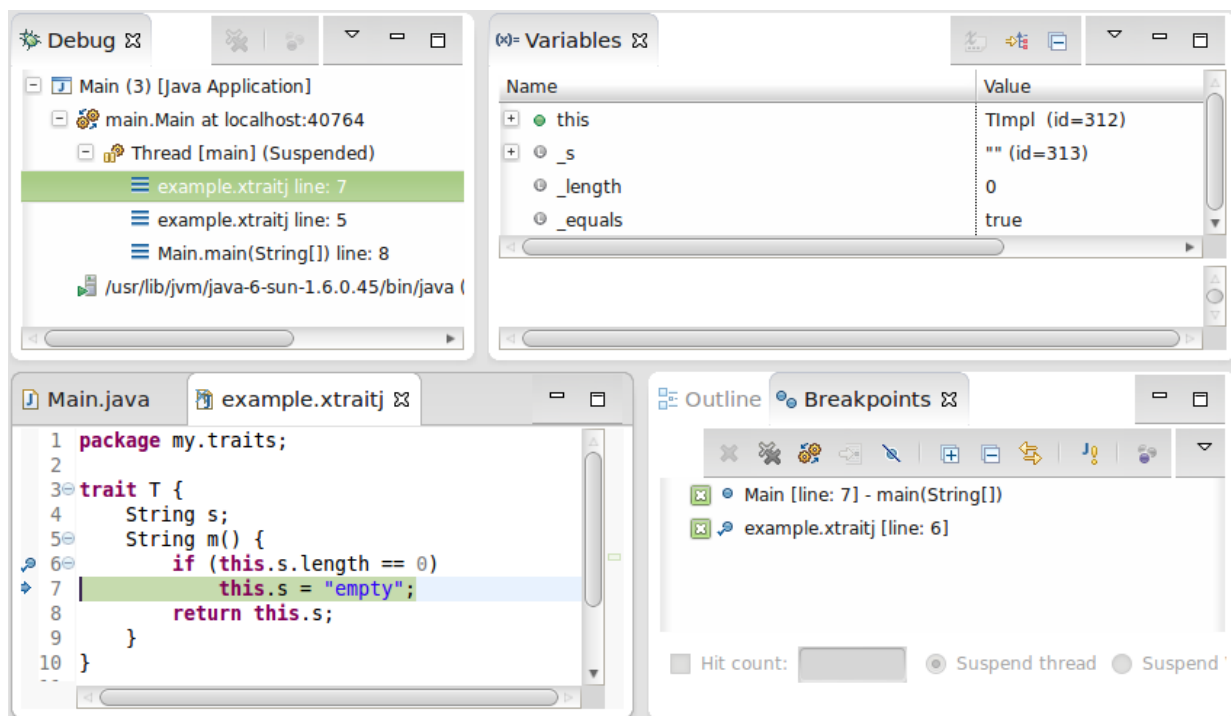 Debug
Main (3) [Java Application]
main.Main at localhost:40764
Thread [main] (Suspended)
example.xtraitj line: 7
example.xtraitj line: 5
Main.main(String[]) line: 8
/usr/lib/jvm/java-6-sun-1.6.0.45/bin/java (
(x)= Variables
Name Value
this TImpl (id=312)
_s "" (id=313)
_length 0
_equals true
Main.java example.xtraitj
1 package my.traits;
2
3 trait T {
4 String s;
5 String m() {
6 if (this.s.length == 0)
7 this.s = "empty";
8 return this.s;
9 }
10 }
Outline Breakpoints
Main [line: 7] - main(String[])
example.xtraitj [line: 6]
Hit count: Suspend thread Suspend